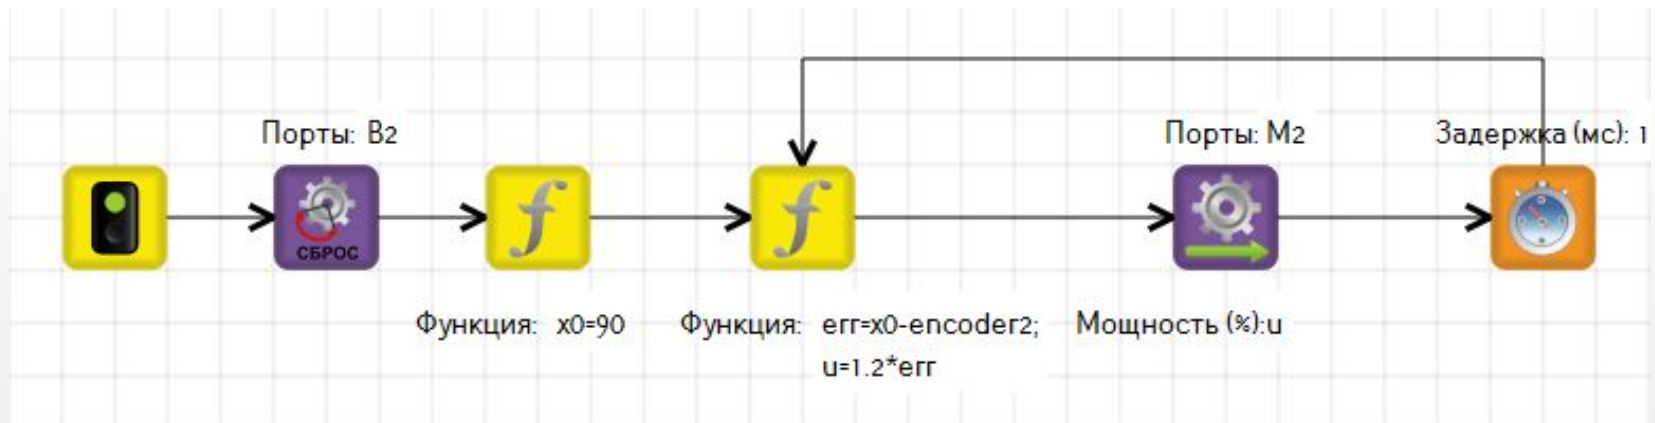 Порты: B2
Порты: M2
Задержка (мс): 1
СБРОС
Функция: x0=90
Функция: err=x0-encoder2;
u=1.2*err
Мощность (%):u